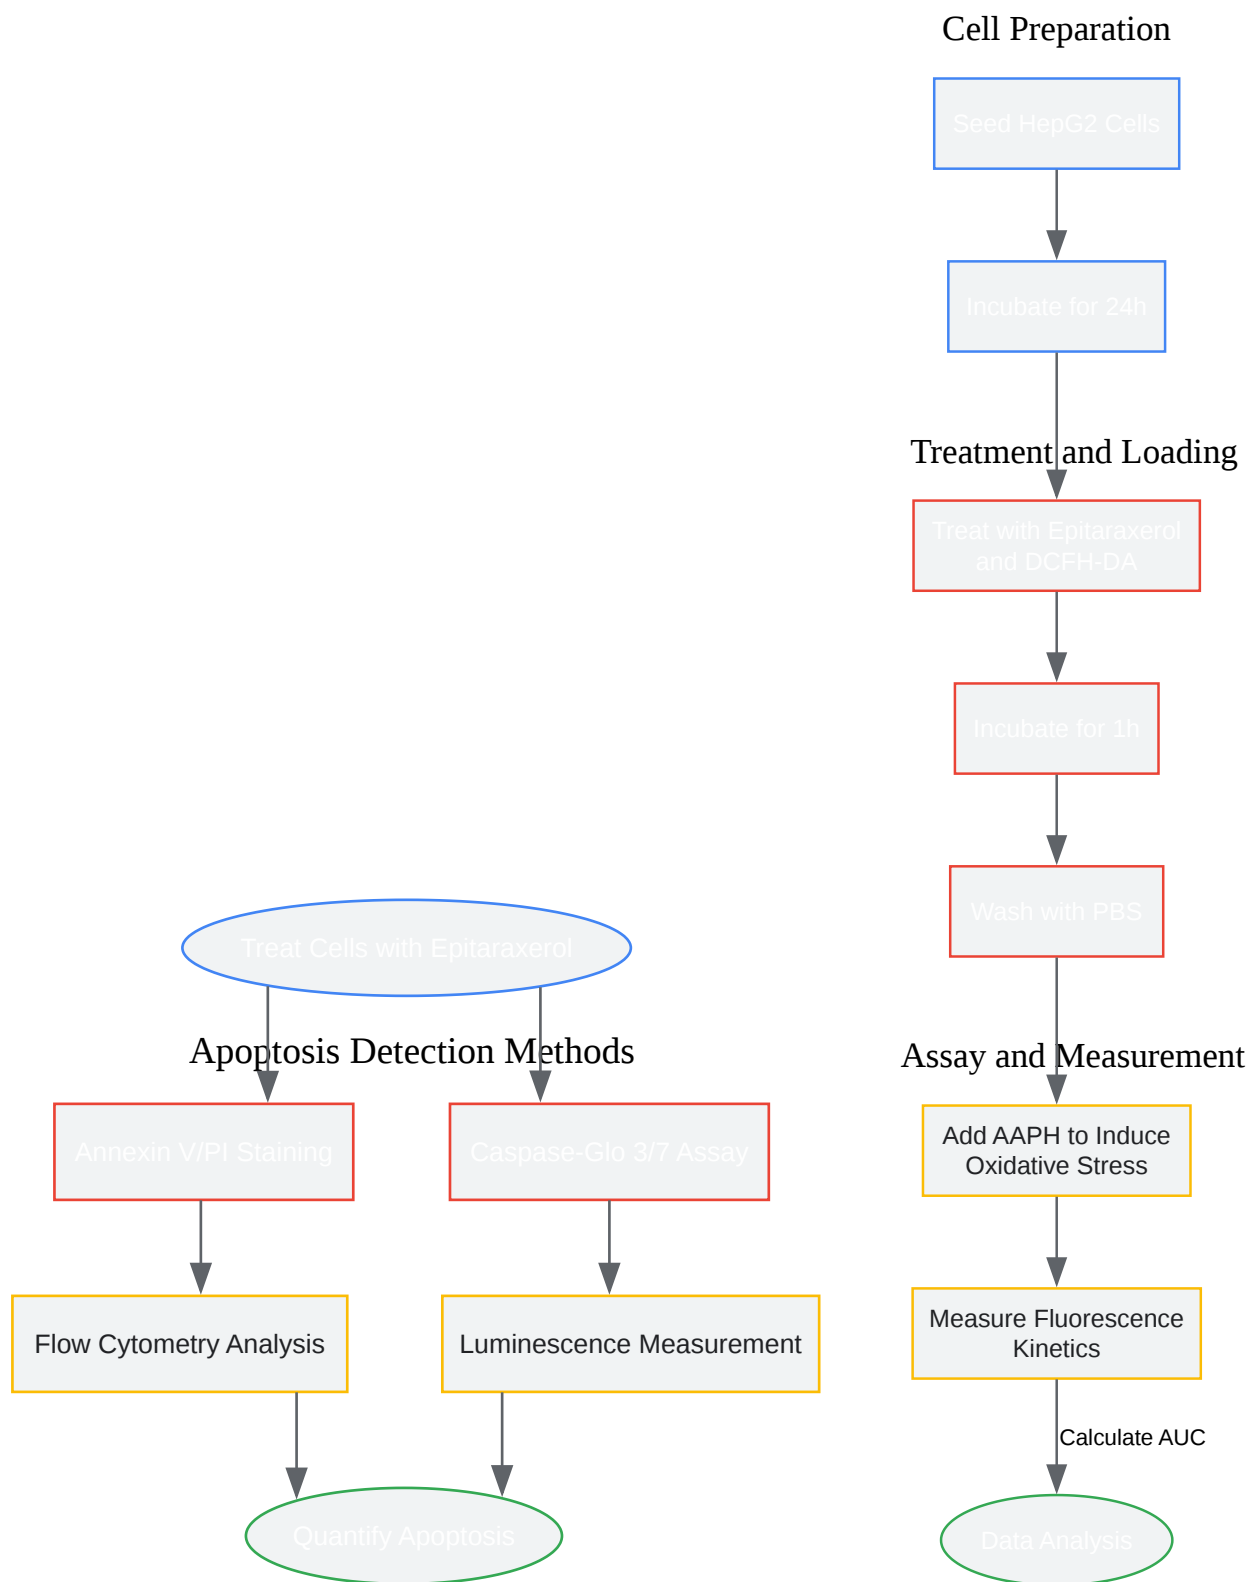 Cell Preparation
Seed HepG2 Cells
Incubate for 24h
Treatment and Loading
Treat with Epitaraxerol
and DCFH-DA
Incubate for 1h
Wash with PBS
Assay and Measurement
Add AAPH to Induce
Oxidative Stress
Measure Fluorescence
Kinetics
Calculate AUC
Data Analysis
Treat Cells with Epitaraxerol
Apoptosis Detection Methods
Annexin V/PI Staining
Caspase-Glo 3/7 Assay
Flow Cytometry Analysis
Luminescence Measurement
Quantify Apoptosis